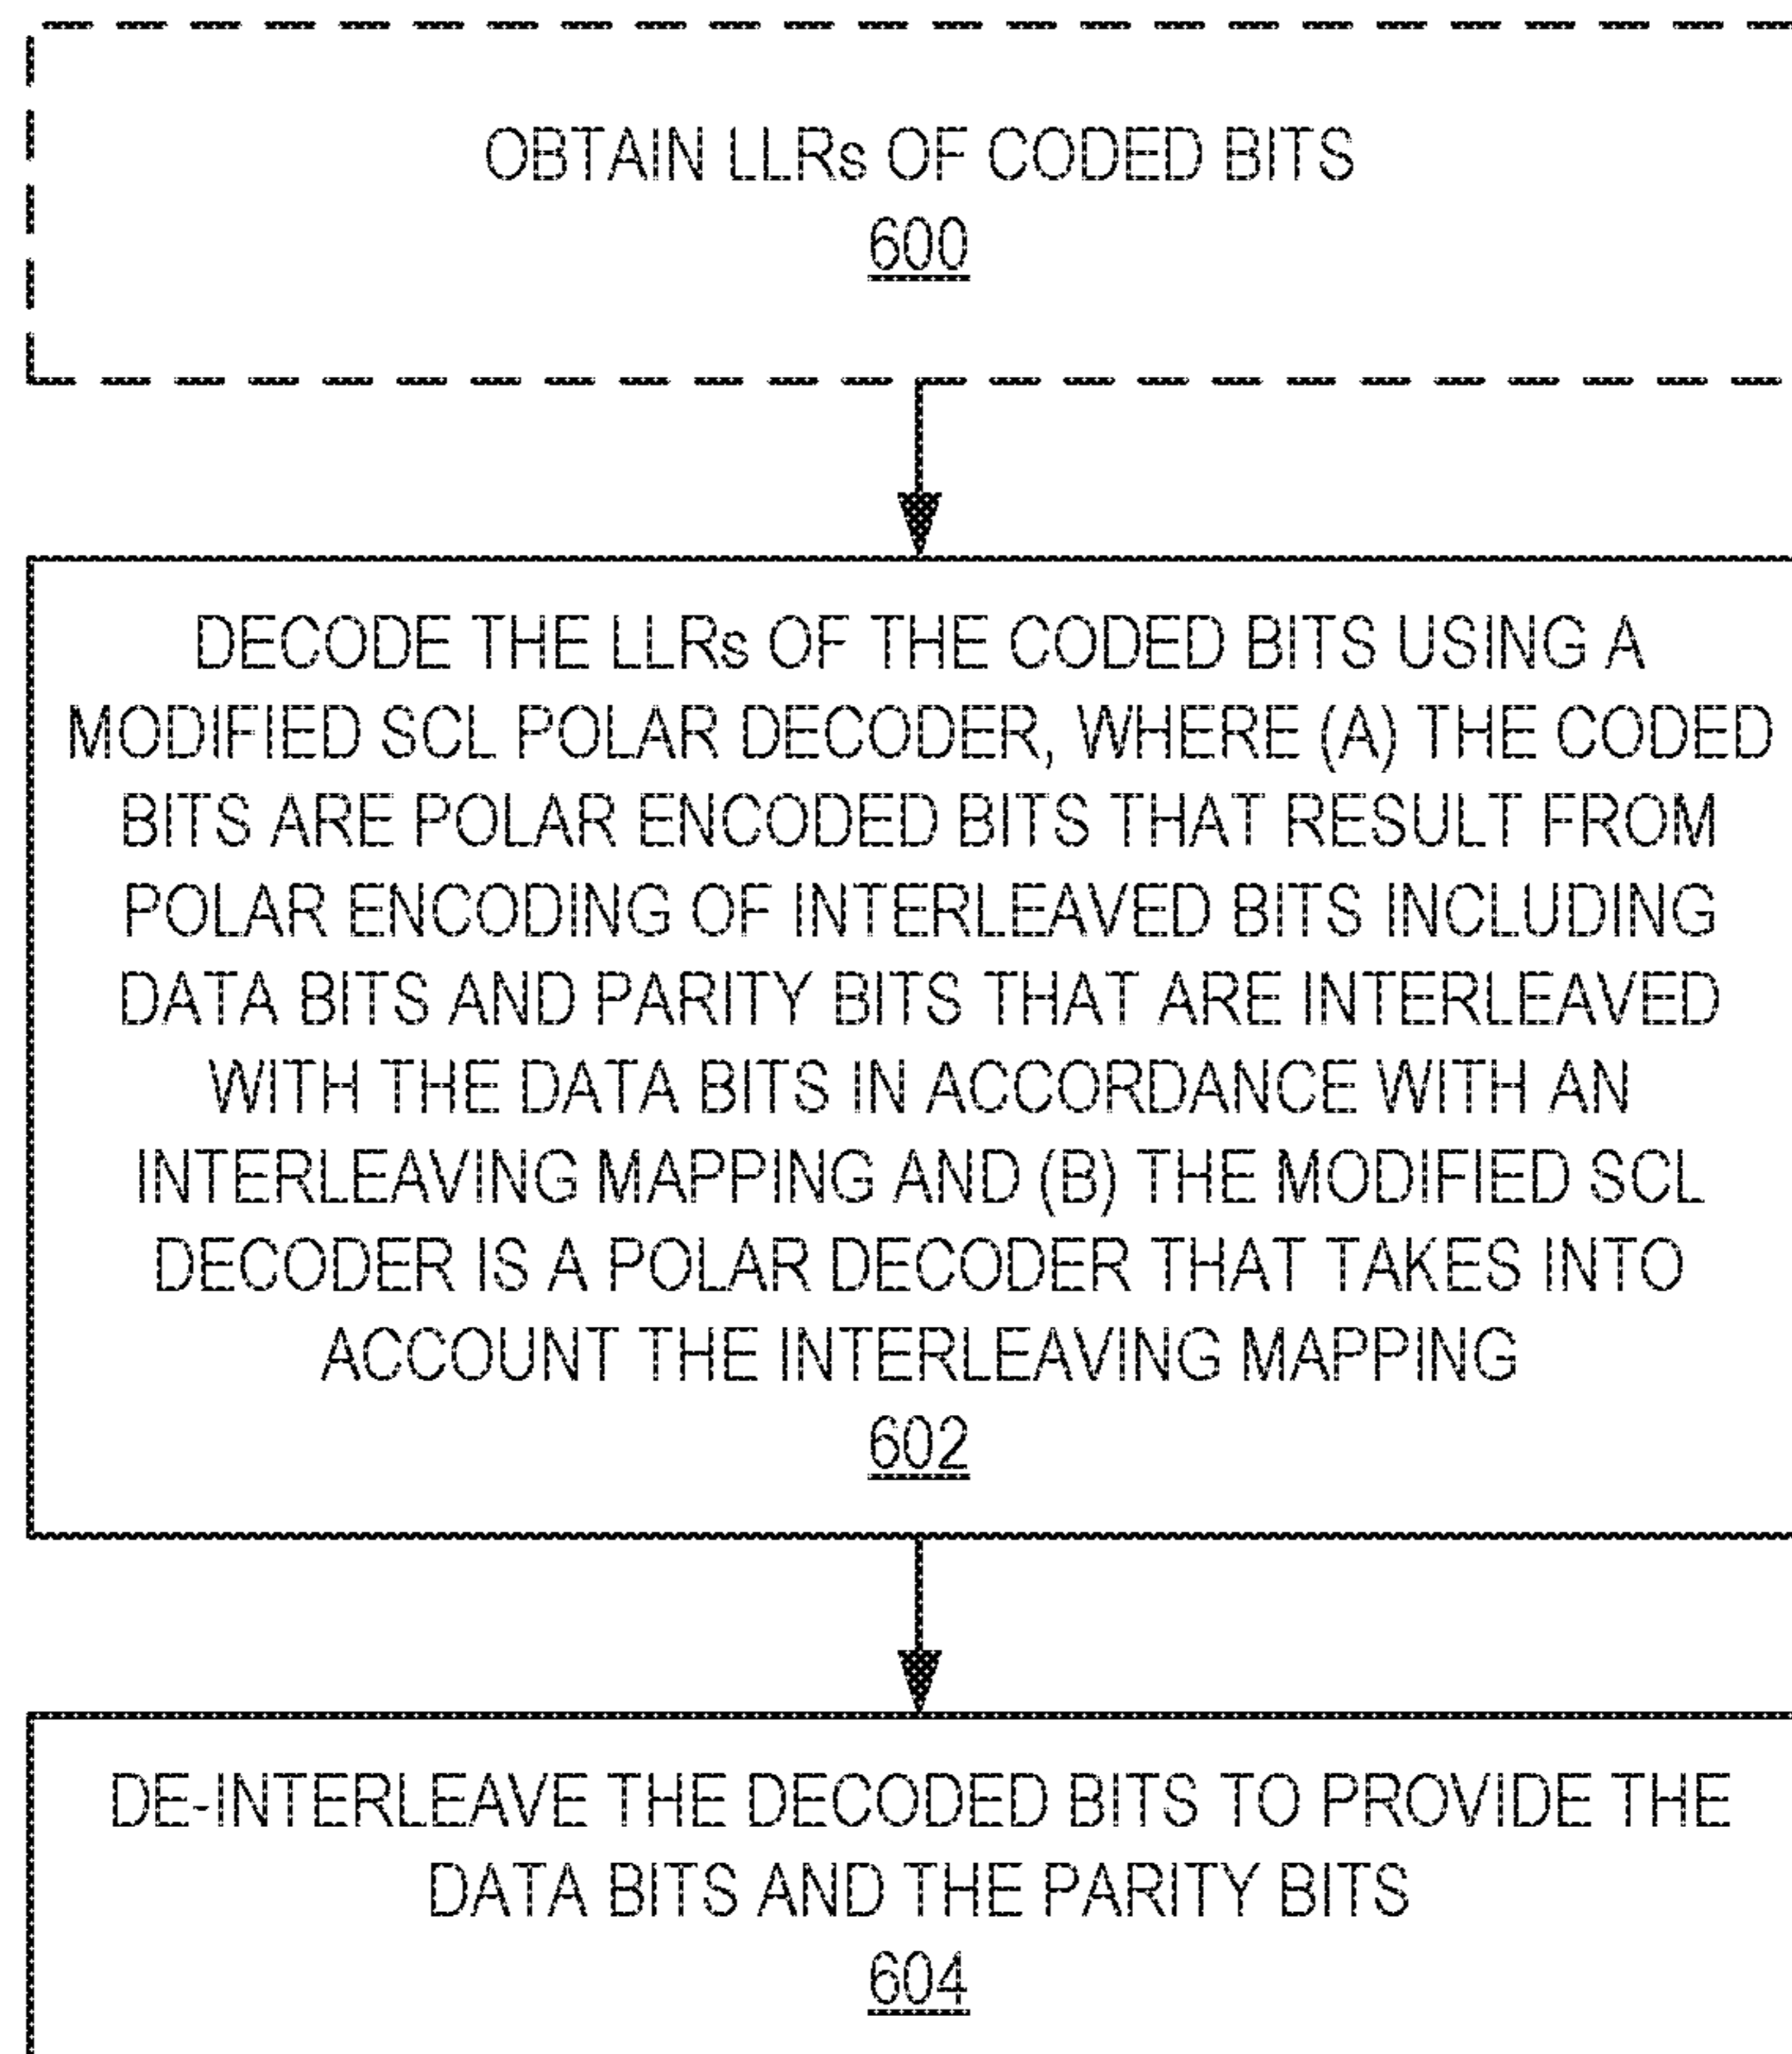 OBTAIN LLRs OF CODED BITS
600
DECODE THE LLRs OF THE CODED BITS USING A
MODIFIED SCL POLAR DECODER, WHERE (A) THE CODED
BITS ARE POLAR ENCODED BITS THAT RESULT FROM
POLAR ENCODING OF INTERLEAVED BITS INCLUDING
DATA BITS AND PARITY BITS THAT ARE INTERLEAVED
WITH THE DATA BITS IN ACCORDANCE WITH AN
INTERLEAVING MAPPING AND (B) THE MODIFIED SCL
DECODER IS A POLAR DECODER THAT TAKES INTO
ACCOUNT THE INTERLEAVING MAPPING
602
DE-INTERLEAVE THE DECODED BITS TO PROVIDE THE
DATA BITS AND THE PARITY BITS
604